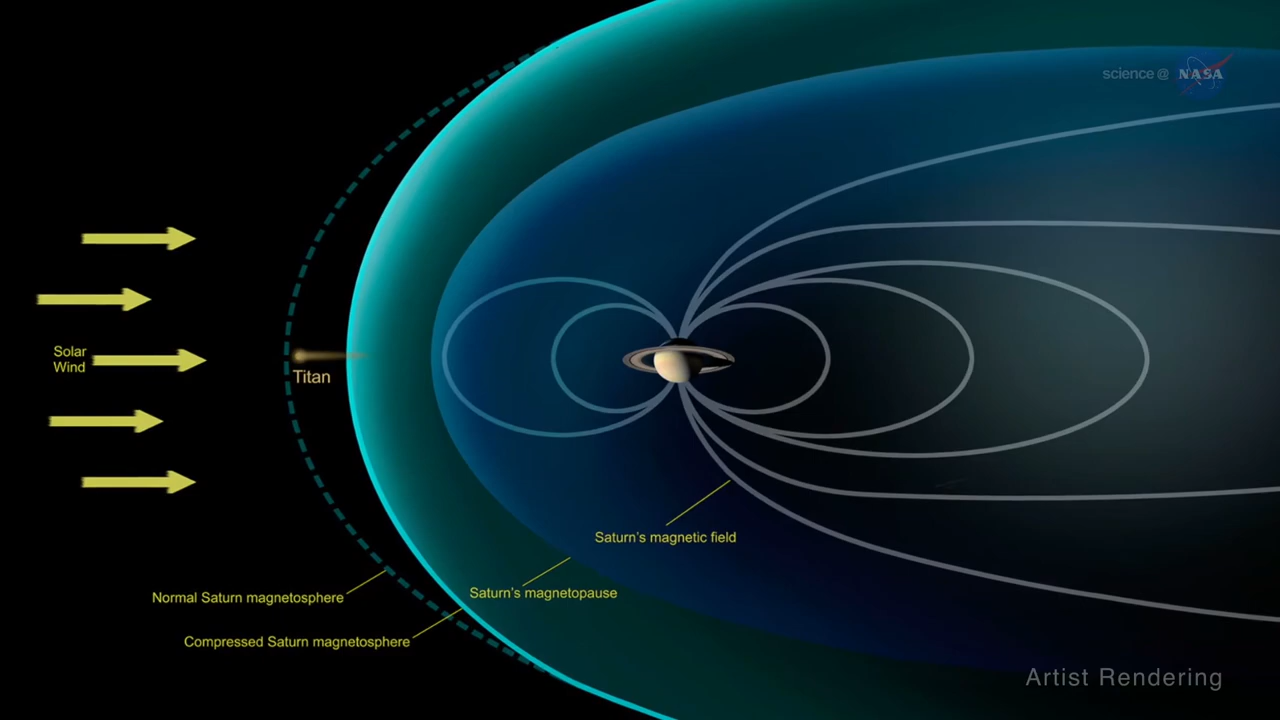 science@ NASA
Solar
Wind
Titan
Saturn's magnetic field
Saturn's magnetopause
Normal Saturn magnetosphere
Compressed Saturn magnetosphere
Artist Rendering